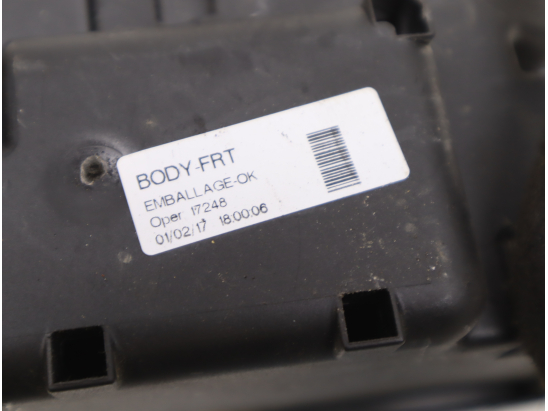 BODY-FRT
EMBALLAGE-OK
Oper 17248
01/02/17 18:00:06